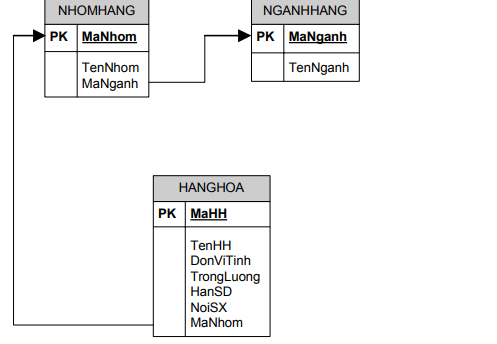 NHOMHANG
PK MaNhom
TenNhom
MaNganh
NGANHHANG
PK MaNganh
TenNganh
HANGHOA
PK MaHH
TenHH
DonViTinh
TrongLuong
HanSD
NoiSX
MaNhom